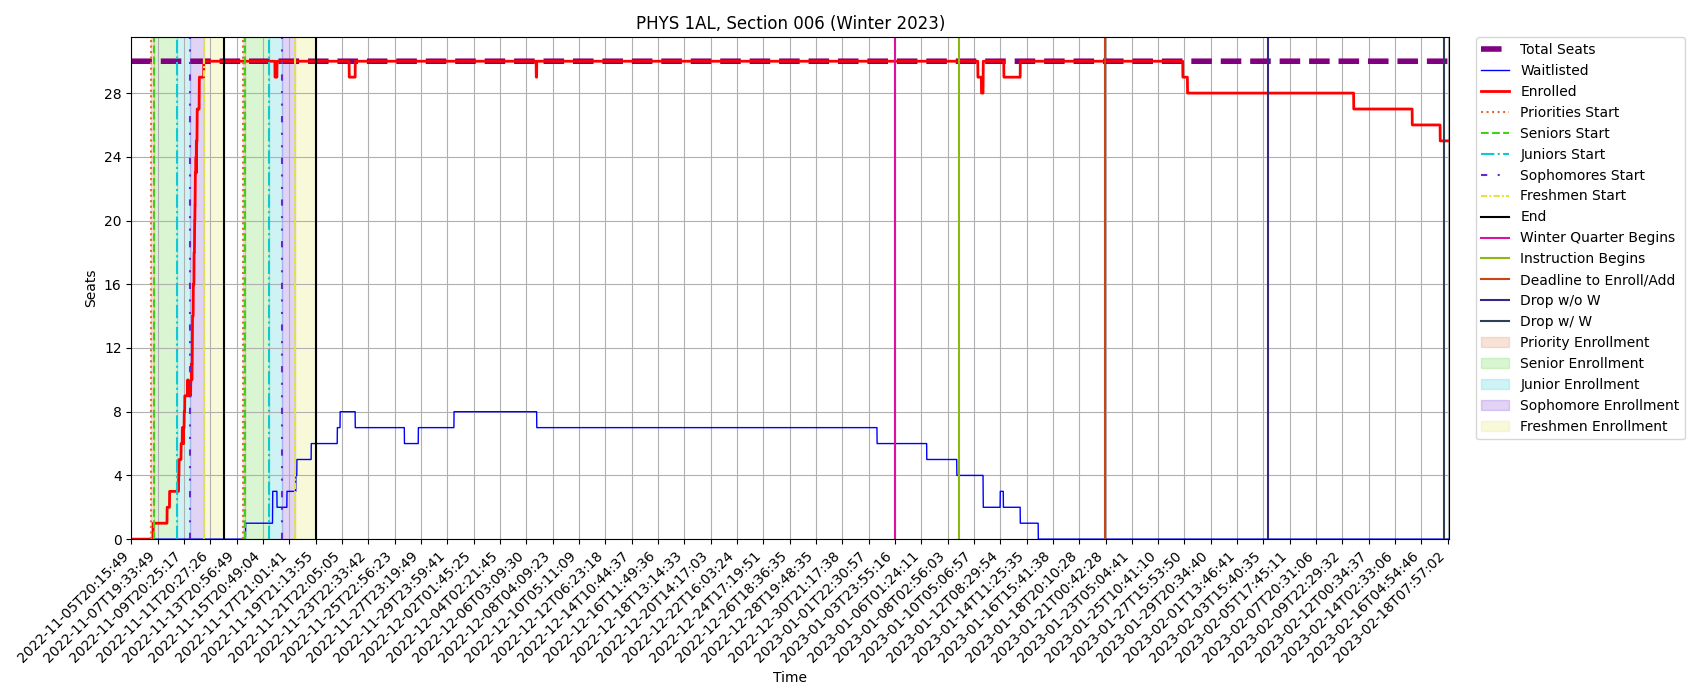 PHYS 1AL, Section 006 (Winter 2023)
Seats
28
24
20
16
12
8
4
0
2022-11-05T20:15:49
2022-11-07T19:33:49
2022-11-09T20:25:17
2022-11-11T20:27:26
2022-11-13T20:56:49
2022-11-15T20:49:04
2022-11-17T21:01:41
2022-11-19T21:13:55
2022-11-21T22:05:05
2022-11-23T22:33:42
2022-11-25T22:56:23
2022-11-27T23:19:49
2022-11-29T23:59:41
2022-12-02T01:45:25
2022-12-04T02:21:45
2022-12-06T03:09:30
2022-12-08T04:09:23
2022-12-10T05:11:09
2022-12-12T06:23:18
2022-12-14T10:44:37
2022-12-16T11:49:36
2022-12-18T13:14:33
2022-12-20T14:17:03
2022-12-22T16:03:24
2022-12-24T17:19:51
2022-12-26T18:36:35
2022-12-28T19:48:35
2022-12-30T21:17:38
2023-01-01T22:30:57
2023-01-03T23:55:16
2023-01-06T01:24:11
2023-01-08T02:56:03
2023-01-10T05:06:57
2023-01-12T08:29:54
2023-01-14T11:25:35
2023-01-16T15:41:38
2023-01-18T20:10:28
2023-01-21T00:42:28
2023-01-23T05:04:41
2023-01-25T10:41:10
2023-01-27T15:53:50
2023-01-29T20:34:40
2023-02-01T13:46:41
2023-02-03T15:40:35
2023-02-05T17:45:11
2023-02-07T20:31:06
2023-02-09T22:29:32
2023-02-12T00:34:37
2023-02-14T02:33:06
2023-02-16T04:54:46
2023-02-18T07:57:02
Time
Total Seats
Waitlisted
Enrolled
Priorities Start
Seniors Start
Juniors Start
Sophomores Start
Freshmen Start
End
Winter Quarter Begins
Instruction Begins
Deadline to Enroll/Add
Drop w/o W
Drop w/ W
Priority Enrollment
Senior Enrollment
Junior Enrollment
Sophomore Enrollment
Freshmen Enrollment